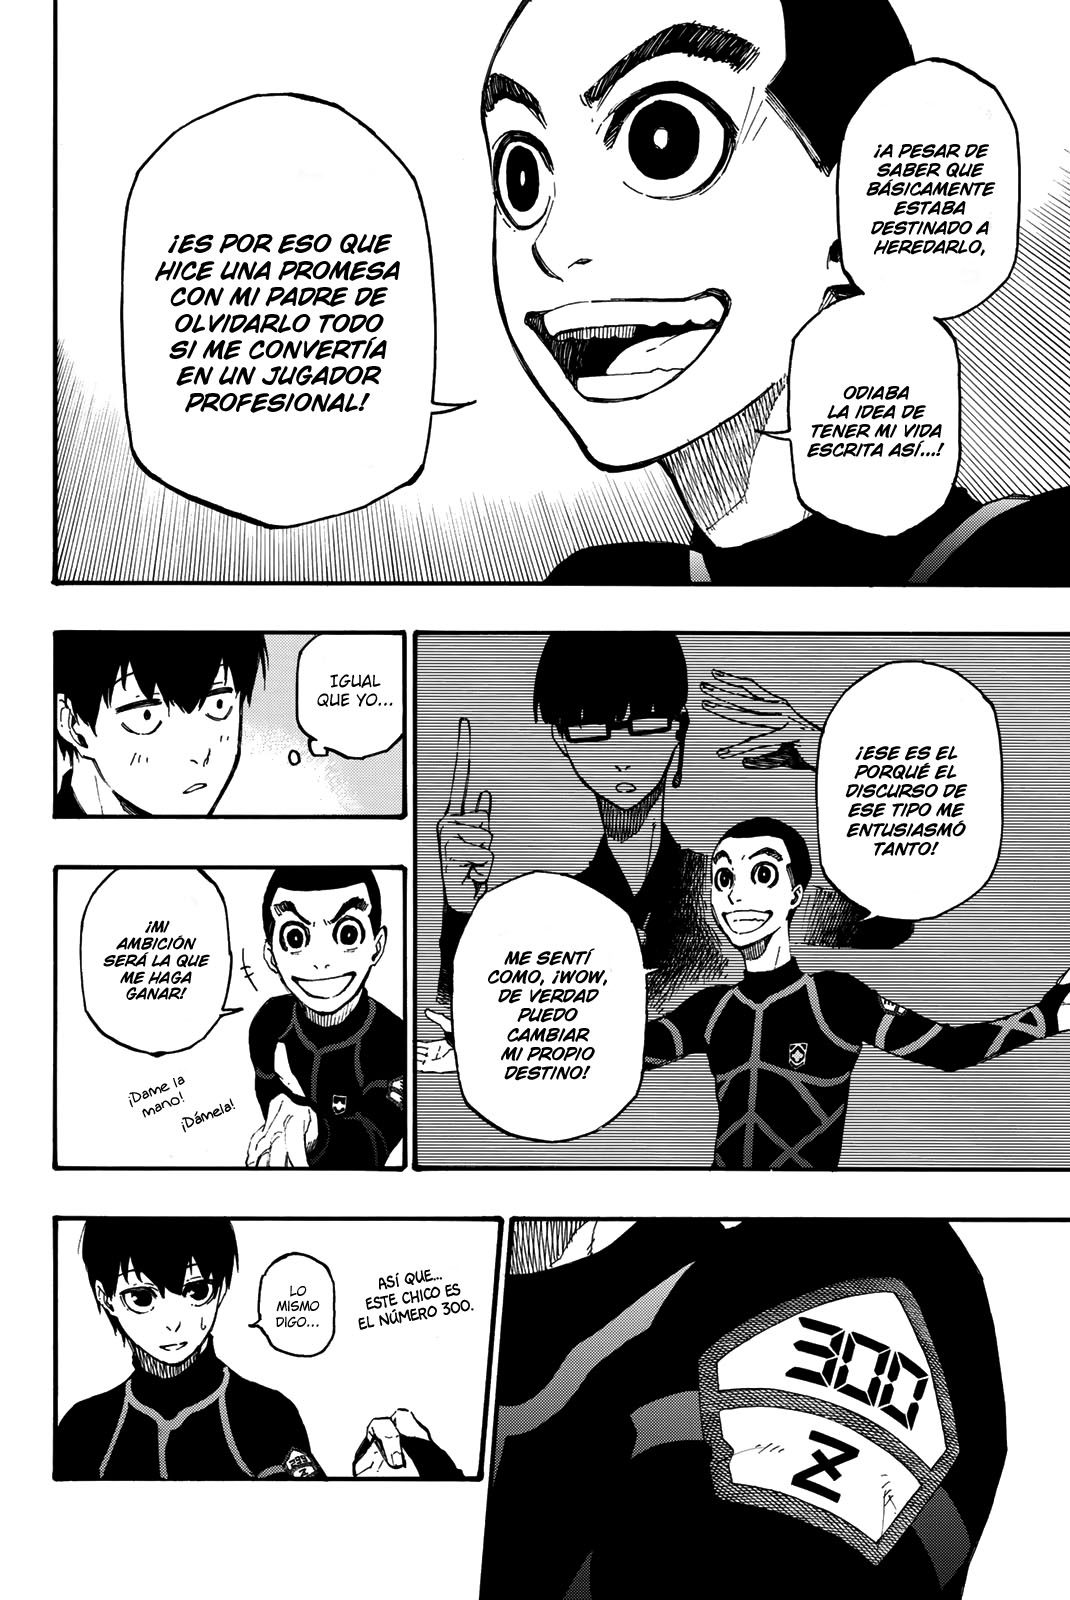 ¡A PESAR DE
SABER QUE
BÁSICAMENTE
ESTABA
DESTINADO A
HEREDARLO,
ODIABA
LA IDEA DE
TENER MI VIDA
ESCRITA ASÍ...!
¡ES POR ESO QUE
HICE UNA PROMESA
CON MI PADRE DE
OLVIDARLO TODO
SI ME CONVERTÍA
EN UN JUGADOR
PROFESIONAL!
¡ESE ES EL
PORQUÉ EL
DISCURSO DE
ESE TIPO ME
ENTUSIASMÓ
TANTO!
ME SENTÍ
COMO, ¡WOW,
DE VERDAD
PUEDO
CAMBIAR
MI PROPIO
DESTINO!
IGUAL
QUE YO...
¡MI
AMBICIÓN
SERÁ LA QUE
ME HAGA
GANAR!
¡Dame la
mano!
¡Dámela!
300
Z
ASÍ QUE...
ESTE CHICO ES
EL NÚMERO 300.
LO
MISMO
DIGO...
Z